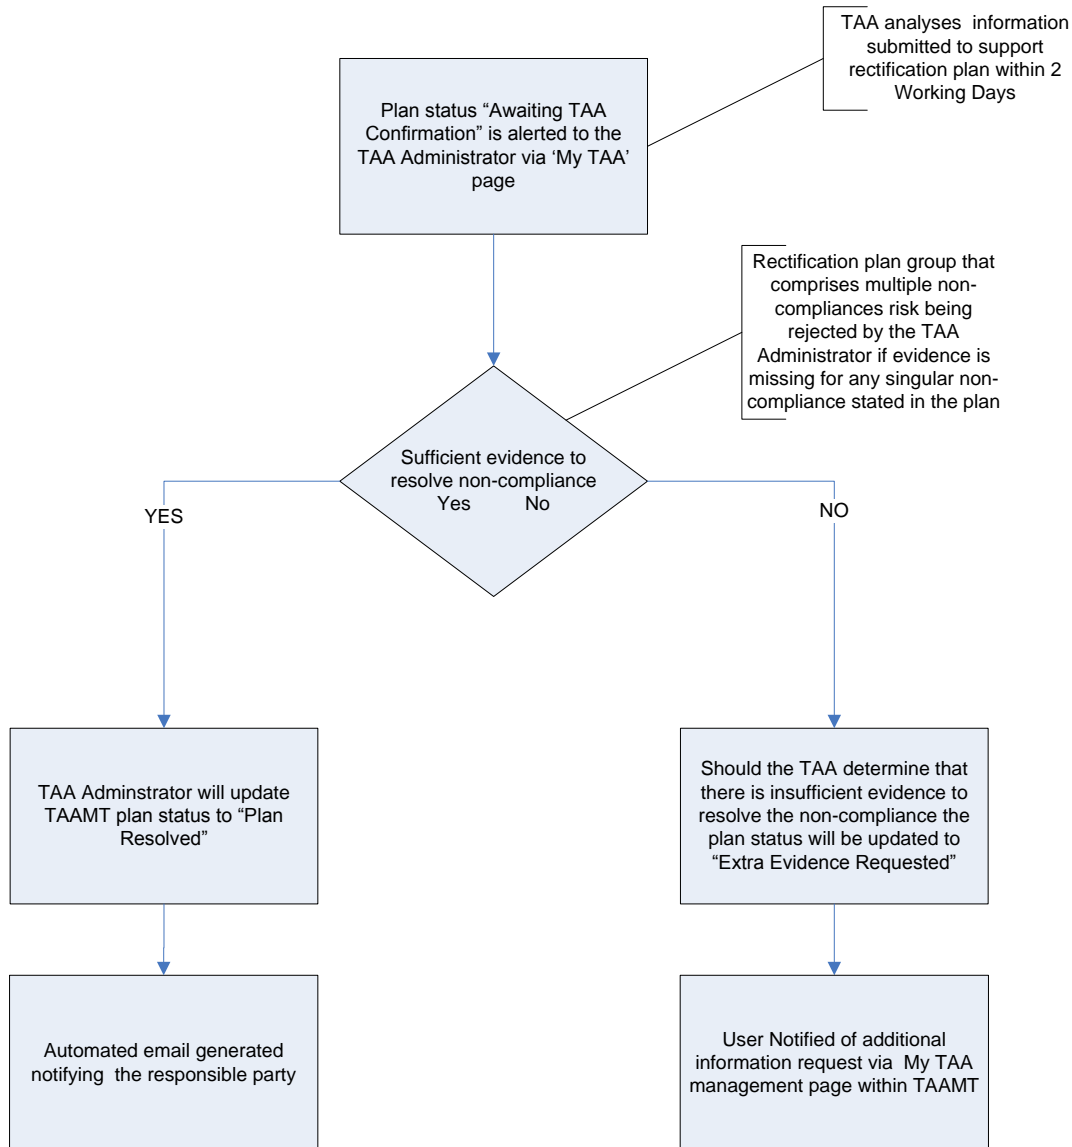 TAA analyses  information
submitted to support
rectification plan within 2
Working Days
Plan status “Awaiting TAA
Confirmation” is alerted to the
TAA Administrator via ‘My TAA’
page
Rectification plan group that
comprises multiple non-
compliances risk being
rejected by the TAA
Administrator if evidence is
missing for any singular non-
compliance stated in the plan
Sufficient evidence to
resolve non-compliance
Yes No
YES
NO
TAA Adminstrator will update
TAAMT plan status to “Plan
Resolved”
Should the TAA determine that
there is insufficient evidence to
resolve the non-compliance the
plan status will be updated to
“Extra Evidence Requested”
Automated email generated
notifying  the responsible party
User Notified of additional
information request via  My TAA
management page within TAAMT